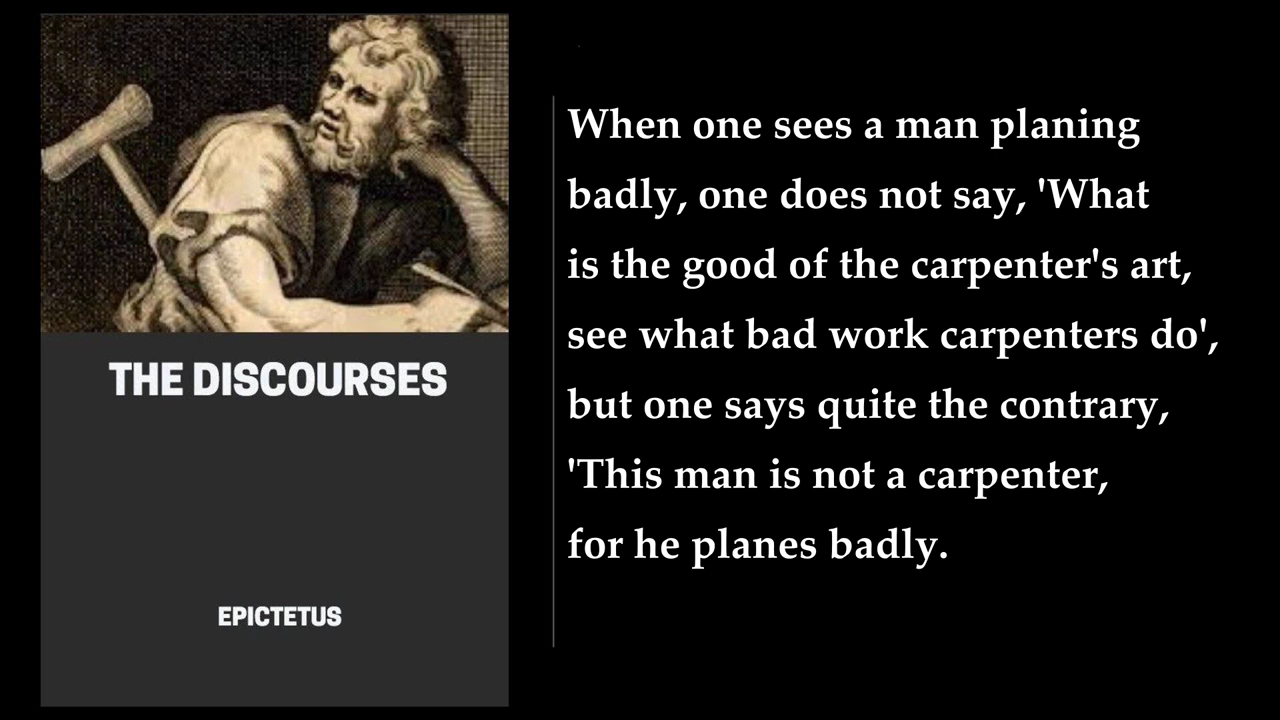 THE DISCOURSES
EPICTETUS
When one sees a man planing
badly, one does not say, 'What
is the good of the carpenter's art,
see what bad work carpenters do',
but one says quite the contrary,
'This man is not a carpenter,
for he planes badly.